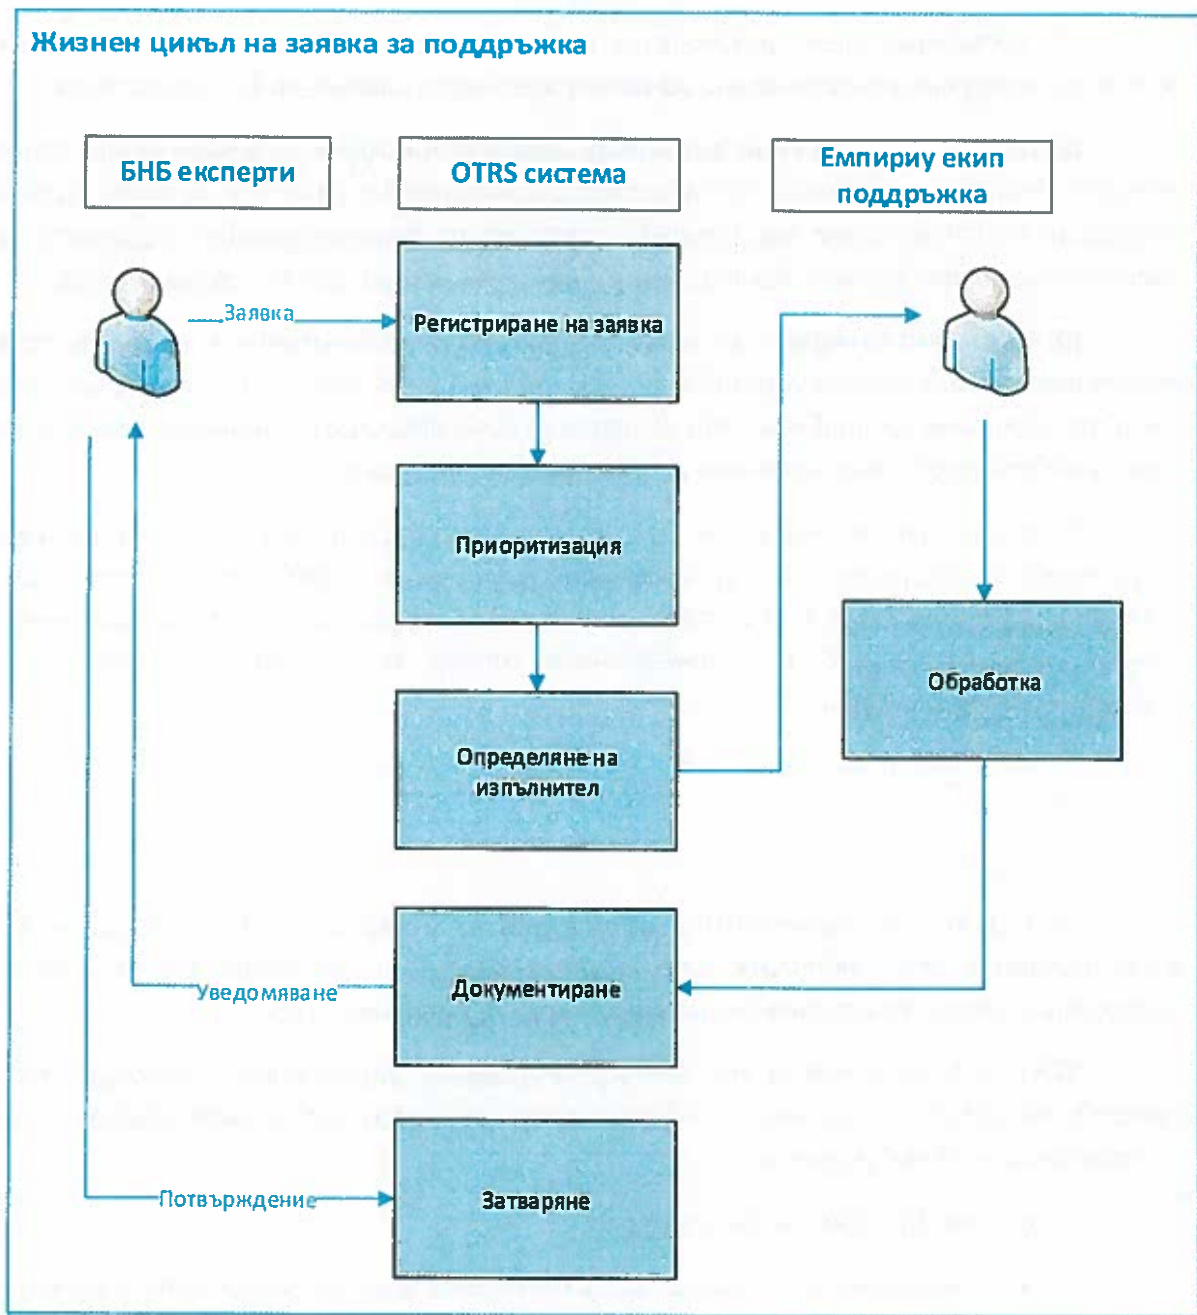 Жизнен цикъл на заявка за поддръжка
БНБ експерти
OTRS система
Емпириу екип
поддръжка
Заявка
Регистриране на заявка
Приоритизация
Обработка
Определяне на
изпълнител
Уведомяване
Документиране
Потвърждение
Затваряне